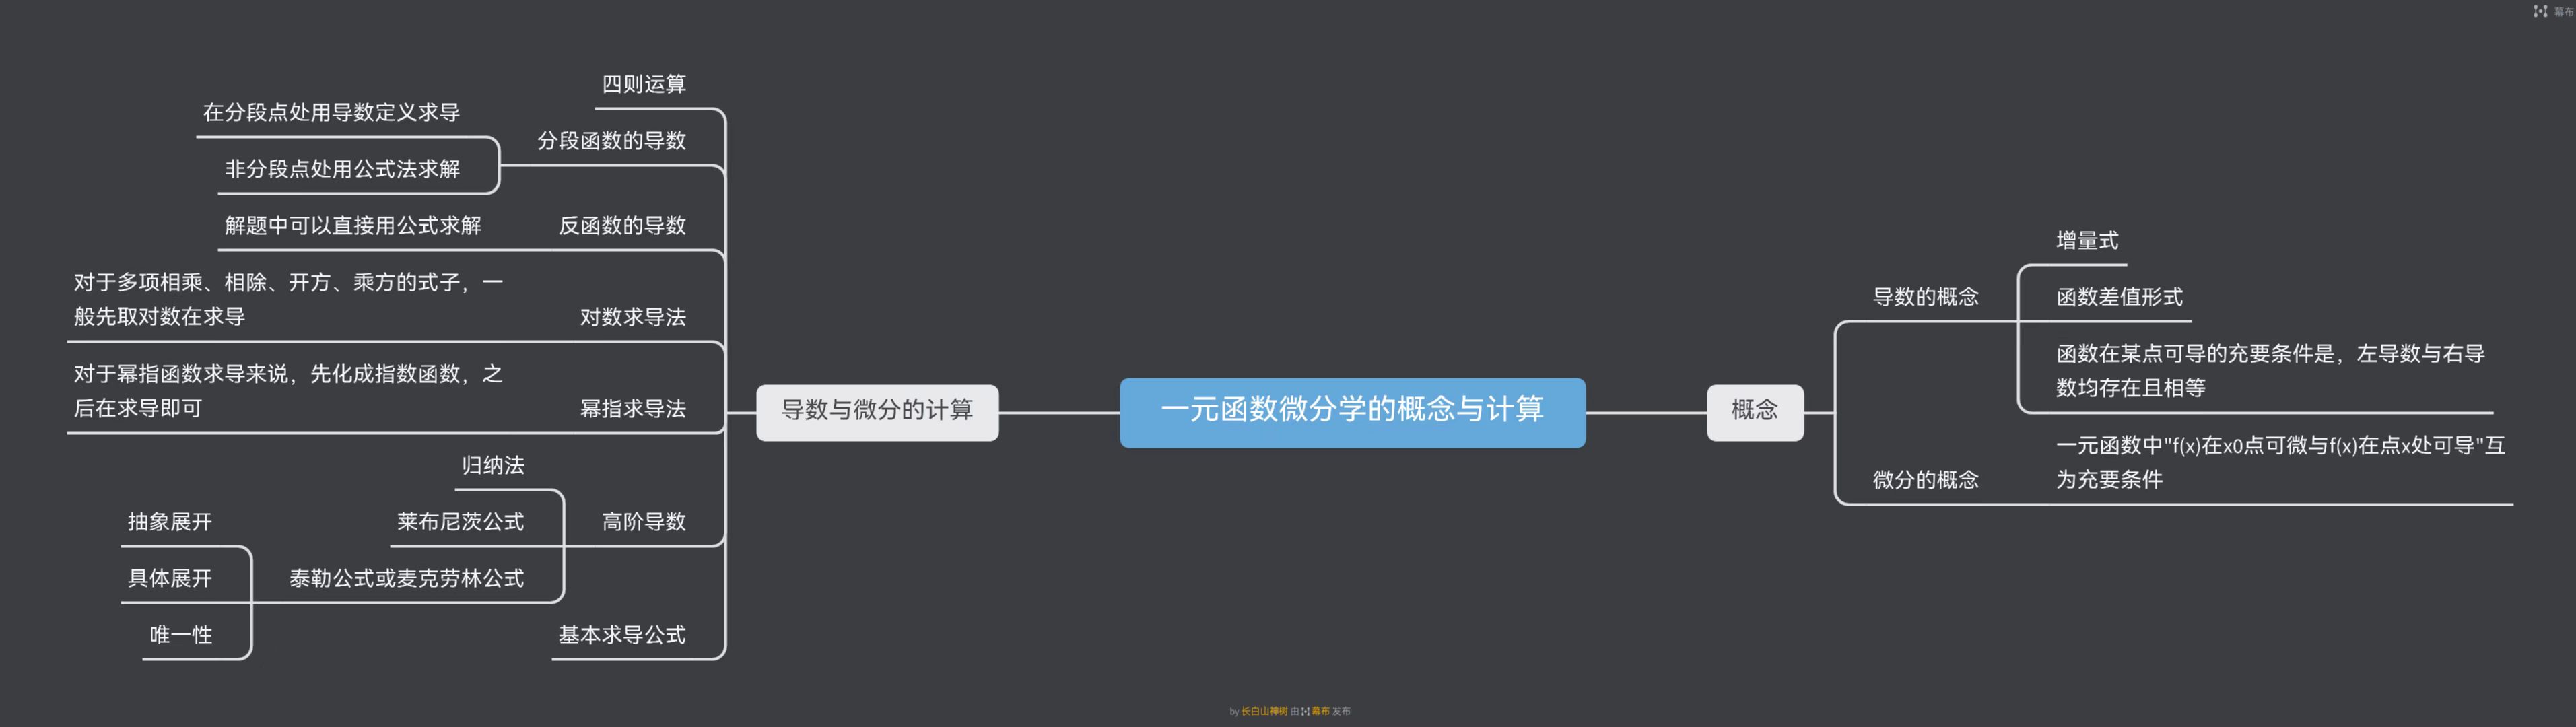 幕布
四则运算
在分段点处用导数定义求导
分段函数的导数
非分段点处用公式法求解
解题中可以直接用公式求解
反函数的导数
对于多项相乘、相除、开方、乘方的式子，一
般先取对数在求导
对数求导法
对于幂指函数求导来说，先化成指数函数，之
后在求导即可
幂指求导法
归纳法
抽象展开
莱布尼茨公式
高阶导数
具体展开
泰勒公式或麦克劳林公式
唯一性
基本求导公式
导数与微分的计算
一元函数微分学的概念与计算
概念
增量式
导数的概念
函数差值形式
函数在某点可导的充要条件是，左导数与右导
数均存在且相等
一元函数中"f(x)在x0点可微与f(x)在点x处可导"互
为充要条件
微分的概念
by 长白山神树 由 幕布 发布